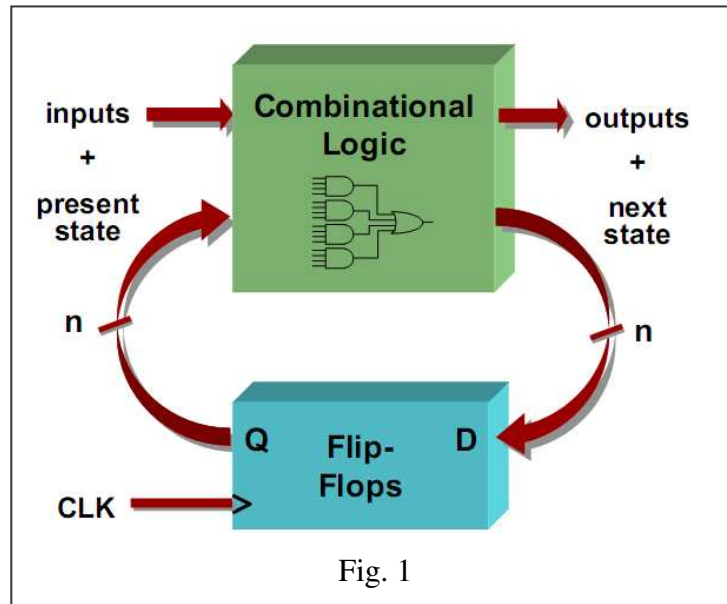 Combinational
Logic
inputs
+
present
state
outputs
+
next
state
n
n
Q
D
Flip-
Flops
CLK
Fig. 1